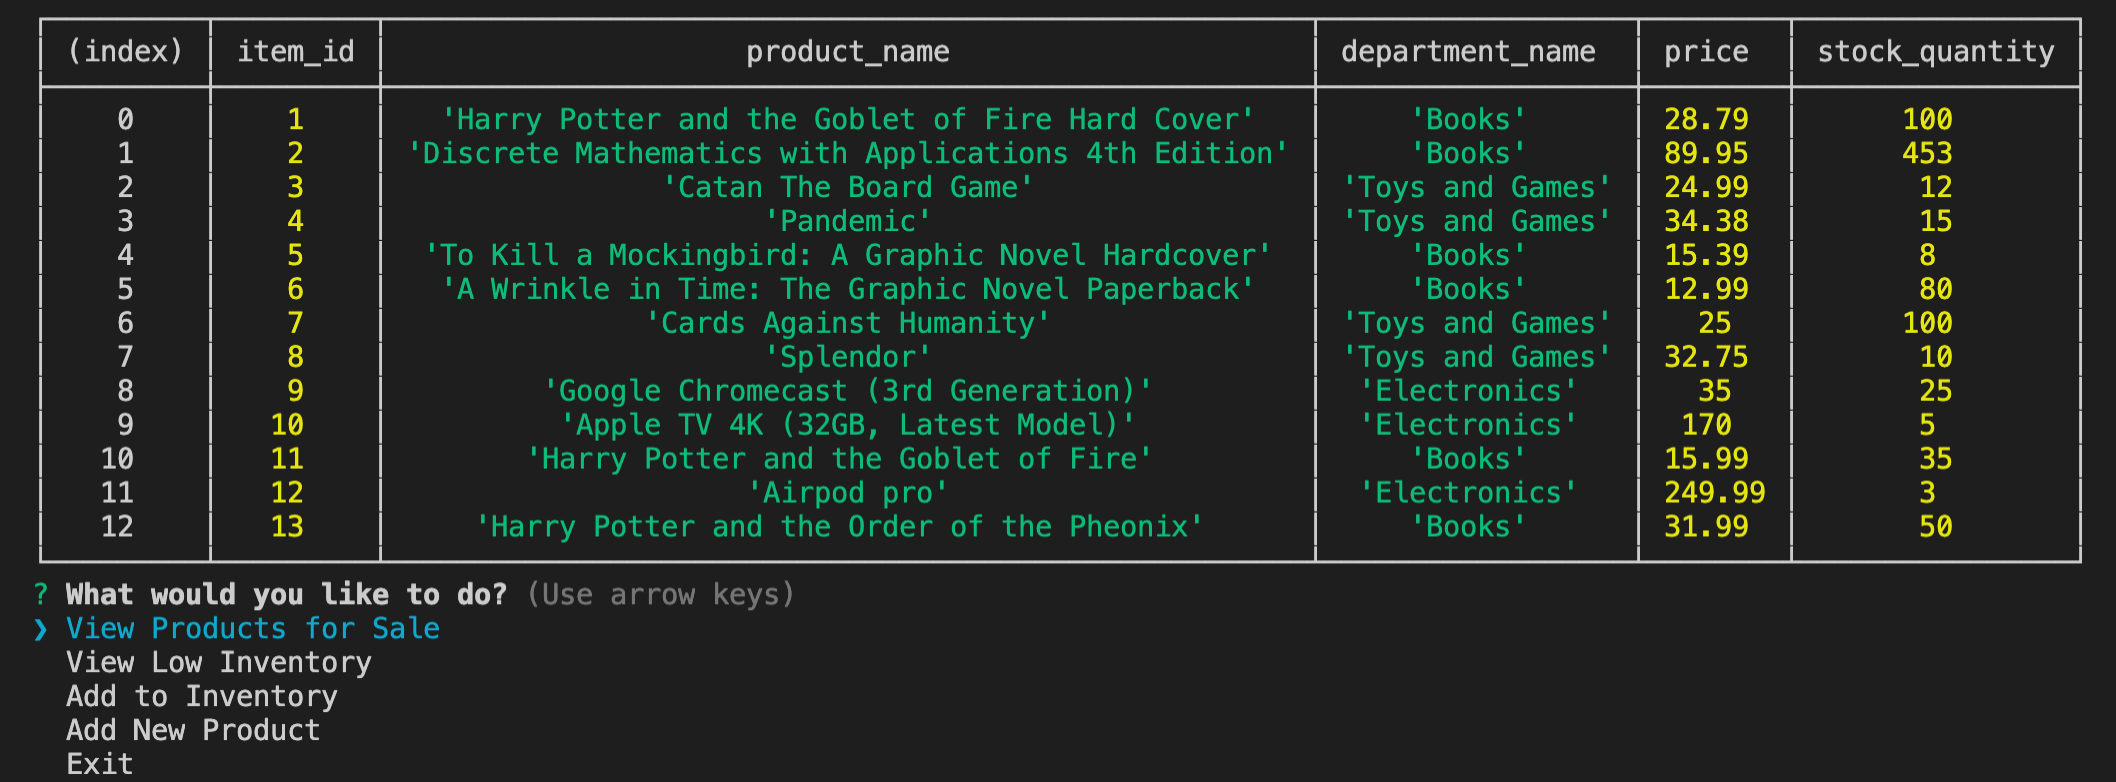 (index) item_id product_name department_name price stock_quantity
0 1 'Harry Potter and the Goblet of Fire Hard Cover' 'Books' 28.79 100
1 2 'Discrete Mathematics with Applications 4th Edition' 'Books' 89.95 453
2 3 'Catan The Board Game' 'Toys and Games' 24.99 12
3 4 'Pandemic' 'Toys and Games' 34.38 15
4 5 'To Kill a Mockingbird: A Graphic Novel Hardcover' 'Books' 15.39 8
5 6 'A Wrinkle in Time: The Graphic Novel Paperback' 'Books' 12.99 80
6 7 'Cards Against Humanity' 'Toys and Games' 25 100
7 8 'Splendor' 'Toys and Games' 32.75 10
8 9 'Google Chromecast (3rd Generation)' 'Electronics' 35 25
9 10 'Apple TV 4K (32GB, Latest Model)' 'Electronics' 170 5
10 11 'Harry Potter and the Goblet of Fire' 'Books' 15.99 35
11 12 'Airpod pro' 'Electronics' 249.99 3
12 13 'Harry Potter and the Order of the Pheonix' 'Books' 31.99 50
? What would you like to do? (Use arrow keys)
❯ View Products for Sale
View Low Inventory
Add to Inventory
Add New Product
Exit